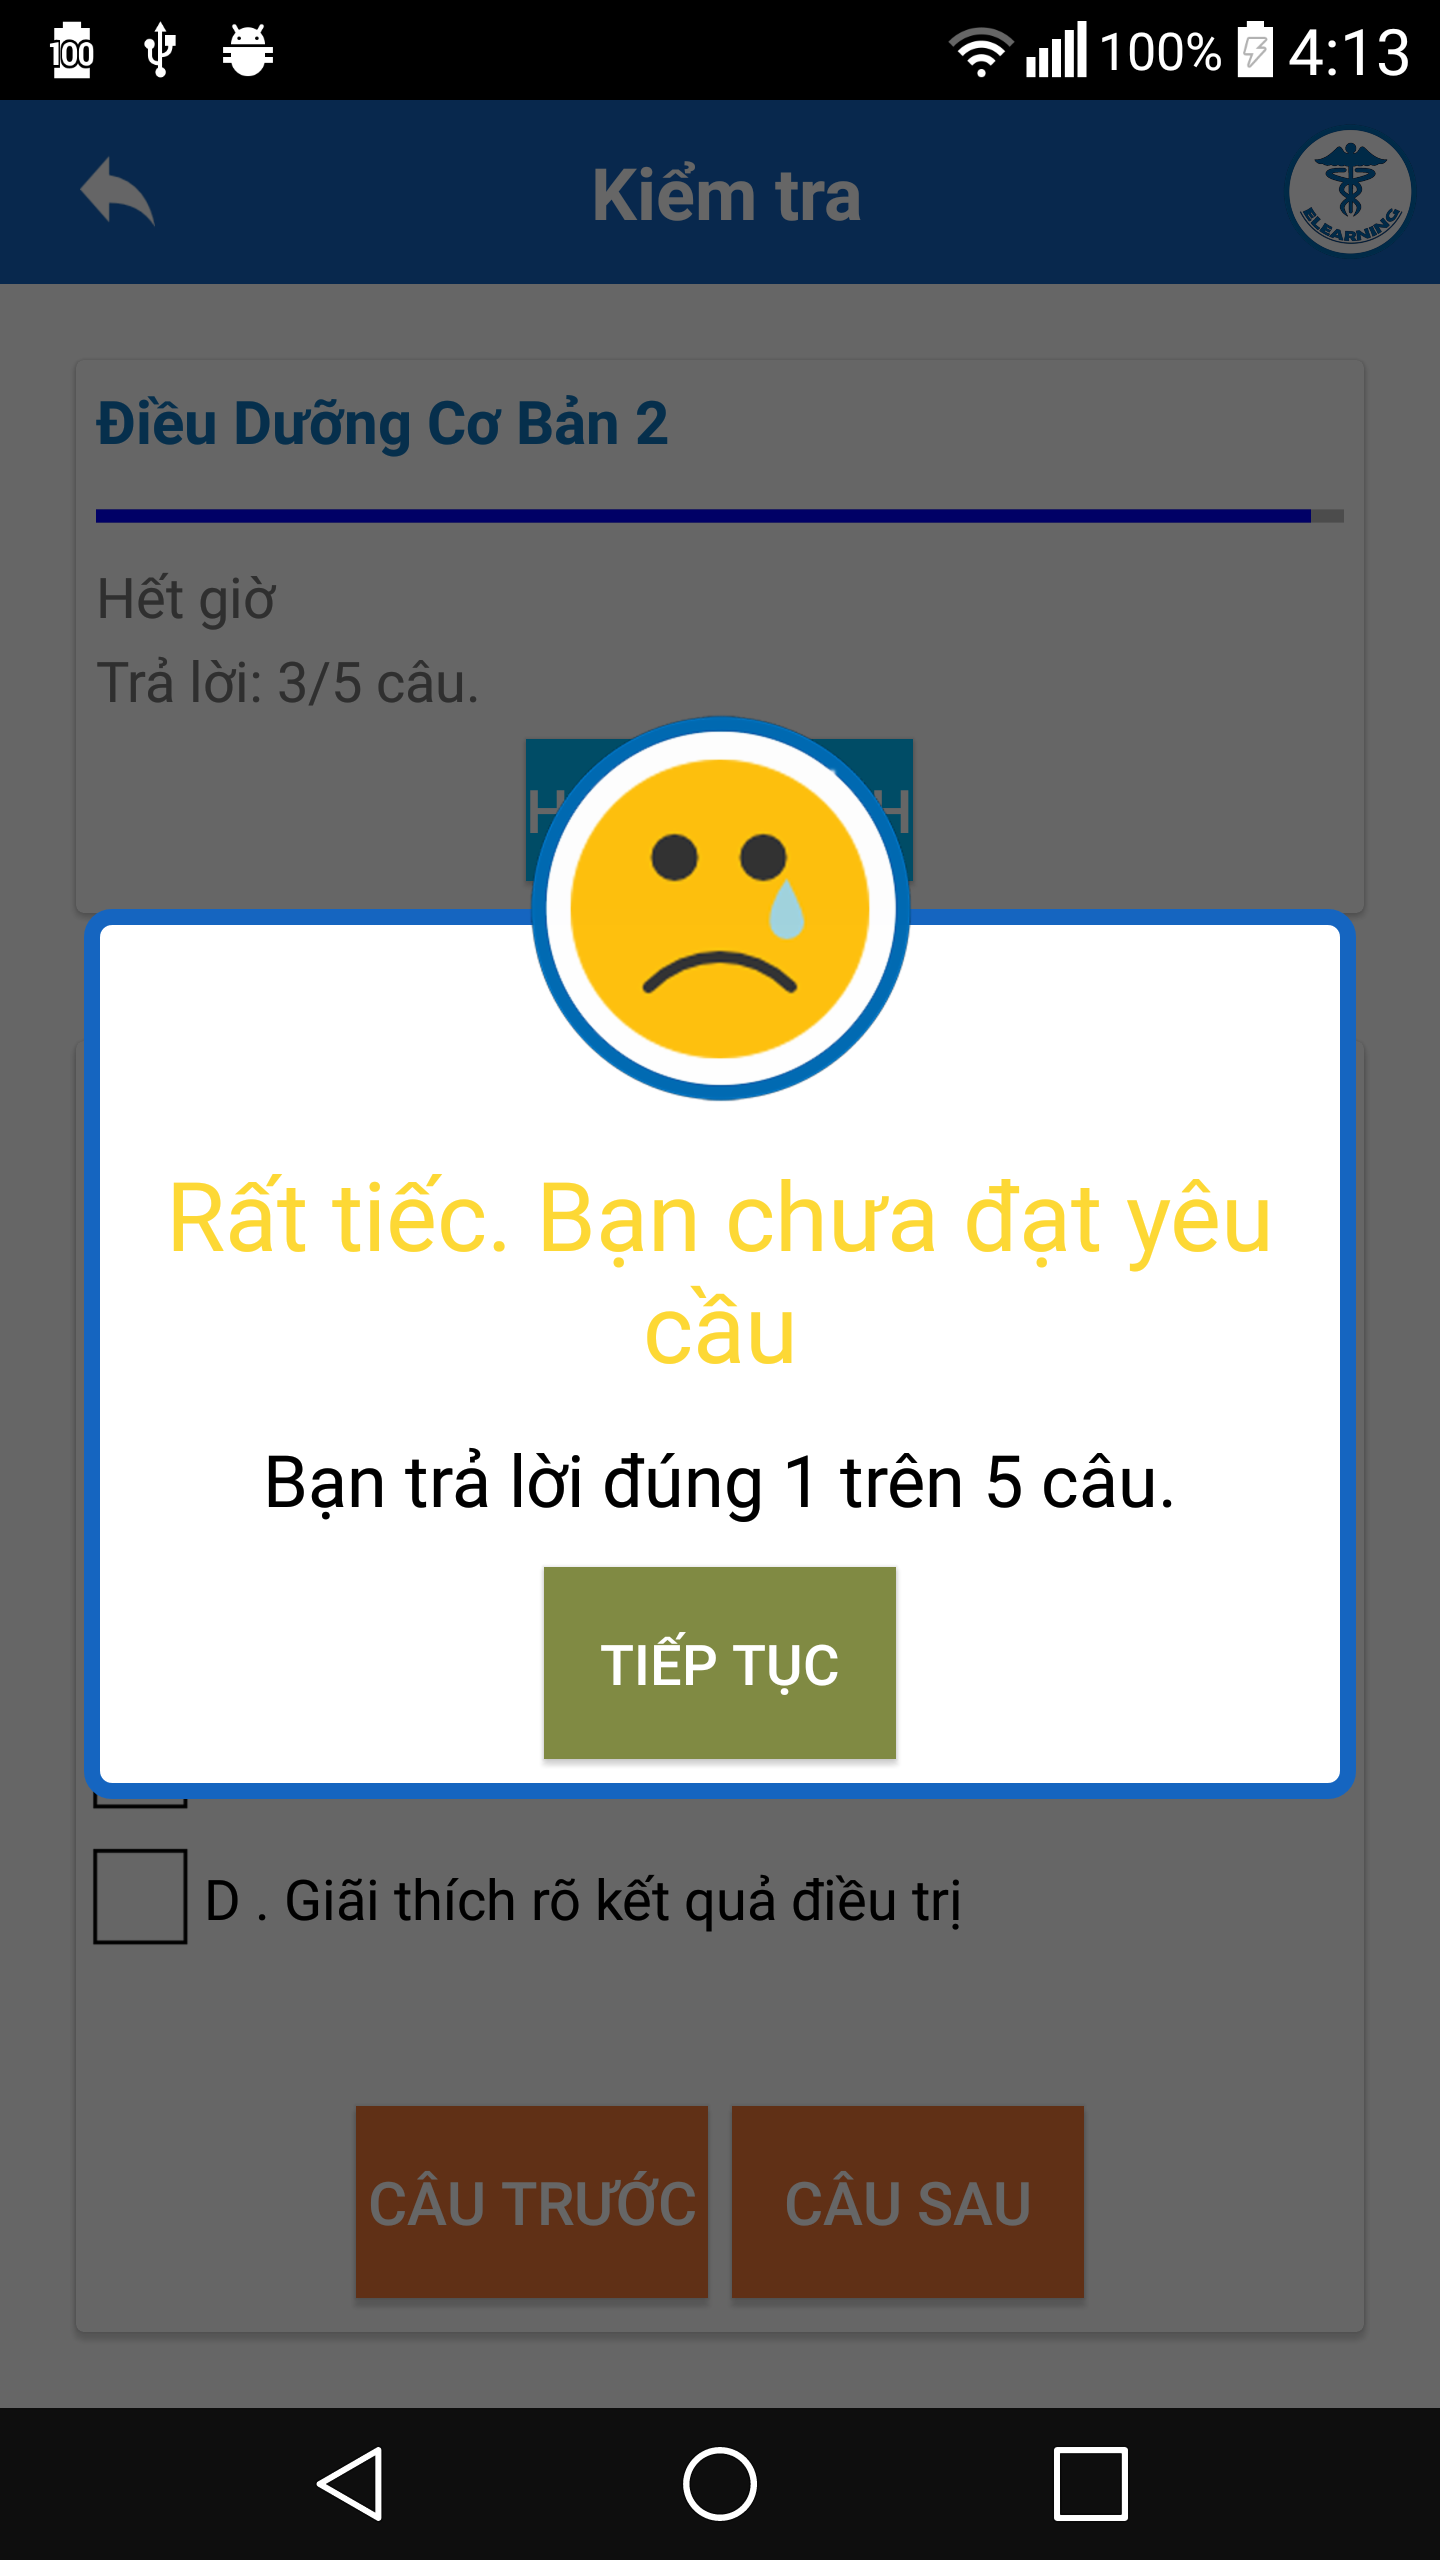 100
100% 4:13
Kiểm tra
ELEARNING
Điều Dưỡng Cơ Bản 2
Hết giờ
Trả lời: 3/5 câu.
Rất tiếc. Bạn chưa đạt yêu
cầu
Bạn trả lời đúng 1 trên 5 câu.
TIẾP TỤC
D . Giãi thích rõ kết quả điều trị
CÂU TRƯỚC CÂU SAU